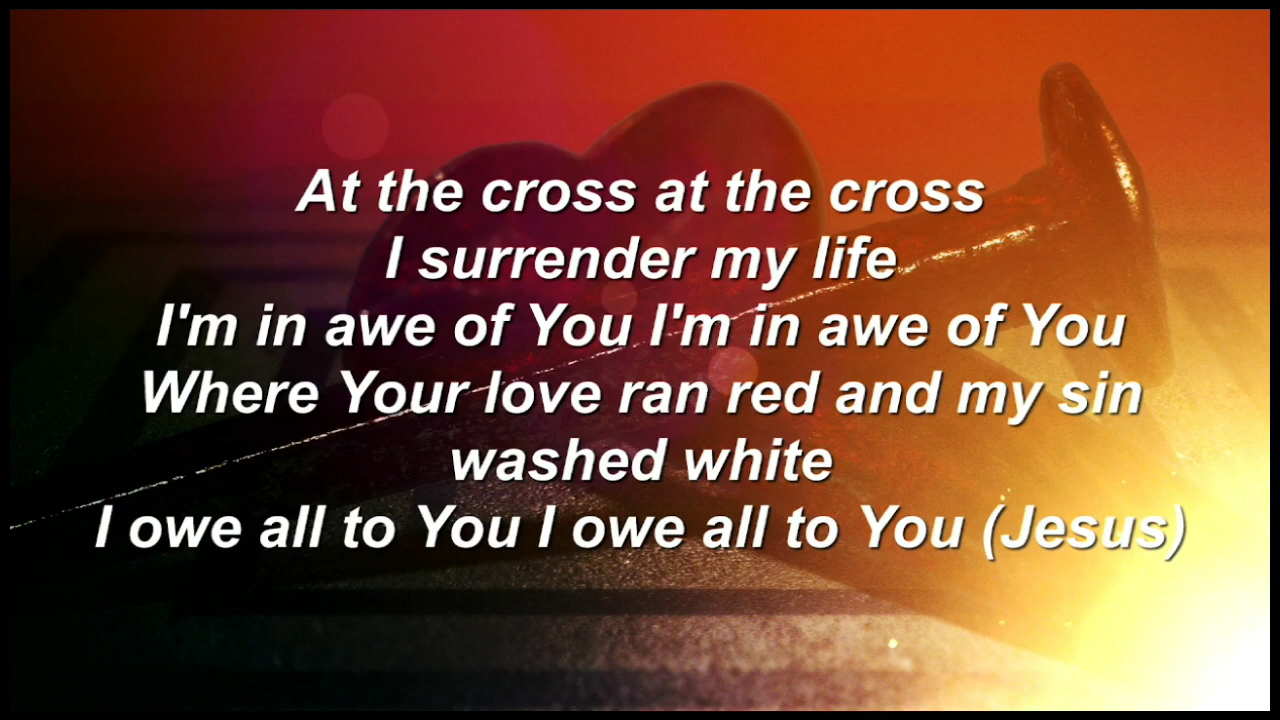 At the cross at the cross
I surrender my life
I'm in awe of You I'm in awe of You
Where Your love ran red and my sin
washed white
I owe all to You I owe all to You (Jesus)